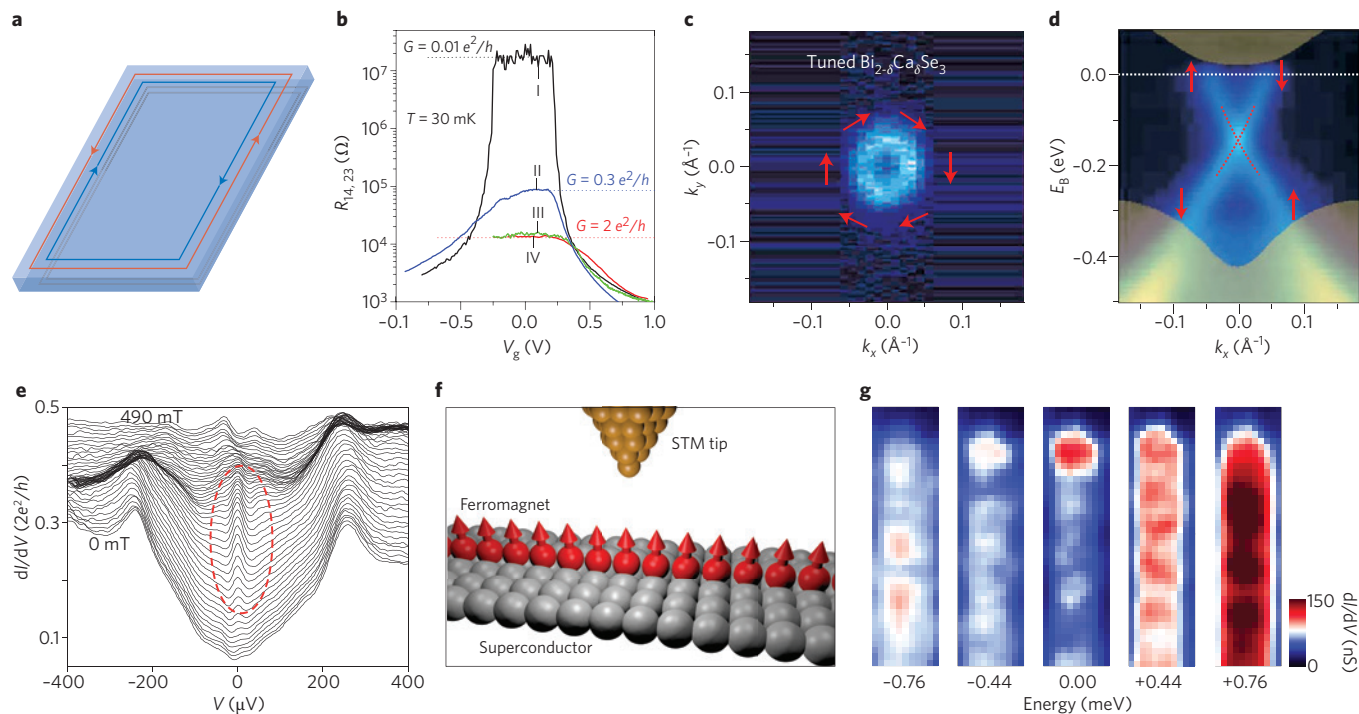 a
b
R₁₄, ₂₃ (Ω)
10⁷
10⁶
10⁵
10⁴
10³
G = 0.01 e²/h
T = 30 mK
I
II
G = 0.3 e²/h
III
G = 2 e²/h
IV
−0.1
−0.5
0.0
0.5
1.0
V_g (V)
c
Tuned Bi₂₋δCaδSe₃
k_y (Å⁻¹)
0.1
0.0
−0.1
−0.1
0.0
0.1
k_x (Å⁻¹)
d
E_B (eV)
0.0
−0.2
−0.4
−0.1
0.0
0.1
k_x (Å⁻¹)
e
dI/dV (2e²/h)
0.5
0.3
0.1
490 mT
0 mT
−400
−200
0
200
400
V (μV)
f
STM tip
Ferromagnet
Superconductor
g
−0.76
−0.44
0.00
+0.44
+0.76
Energy (meV)
150
0
dI/dV (nS)